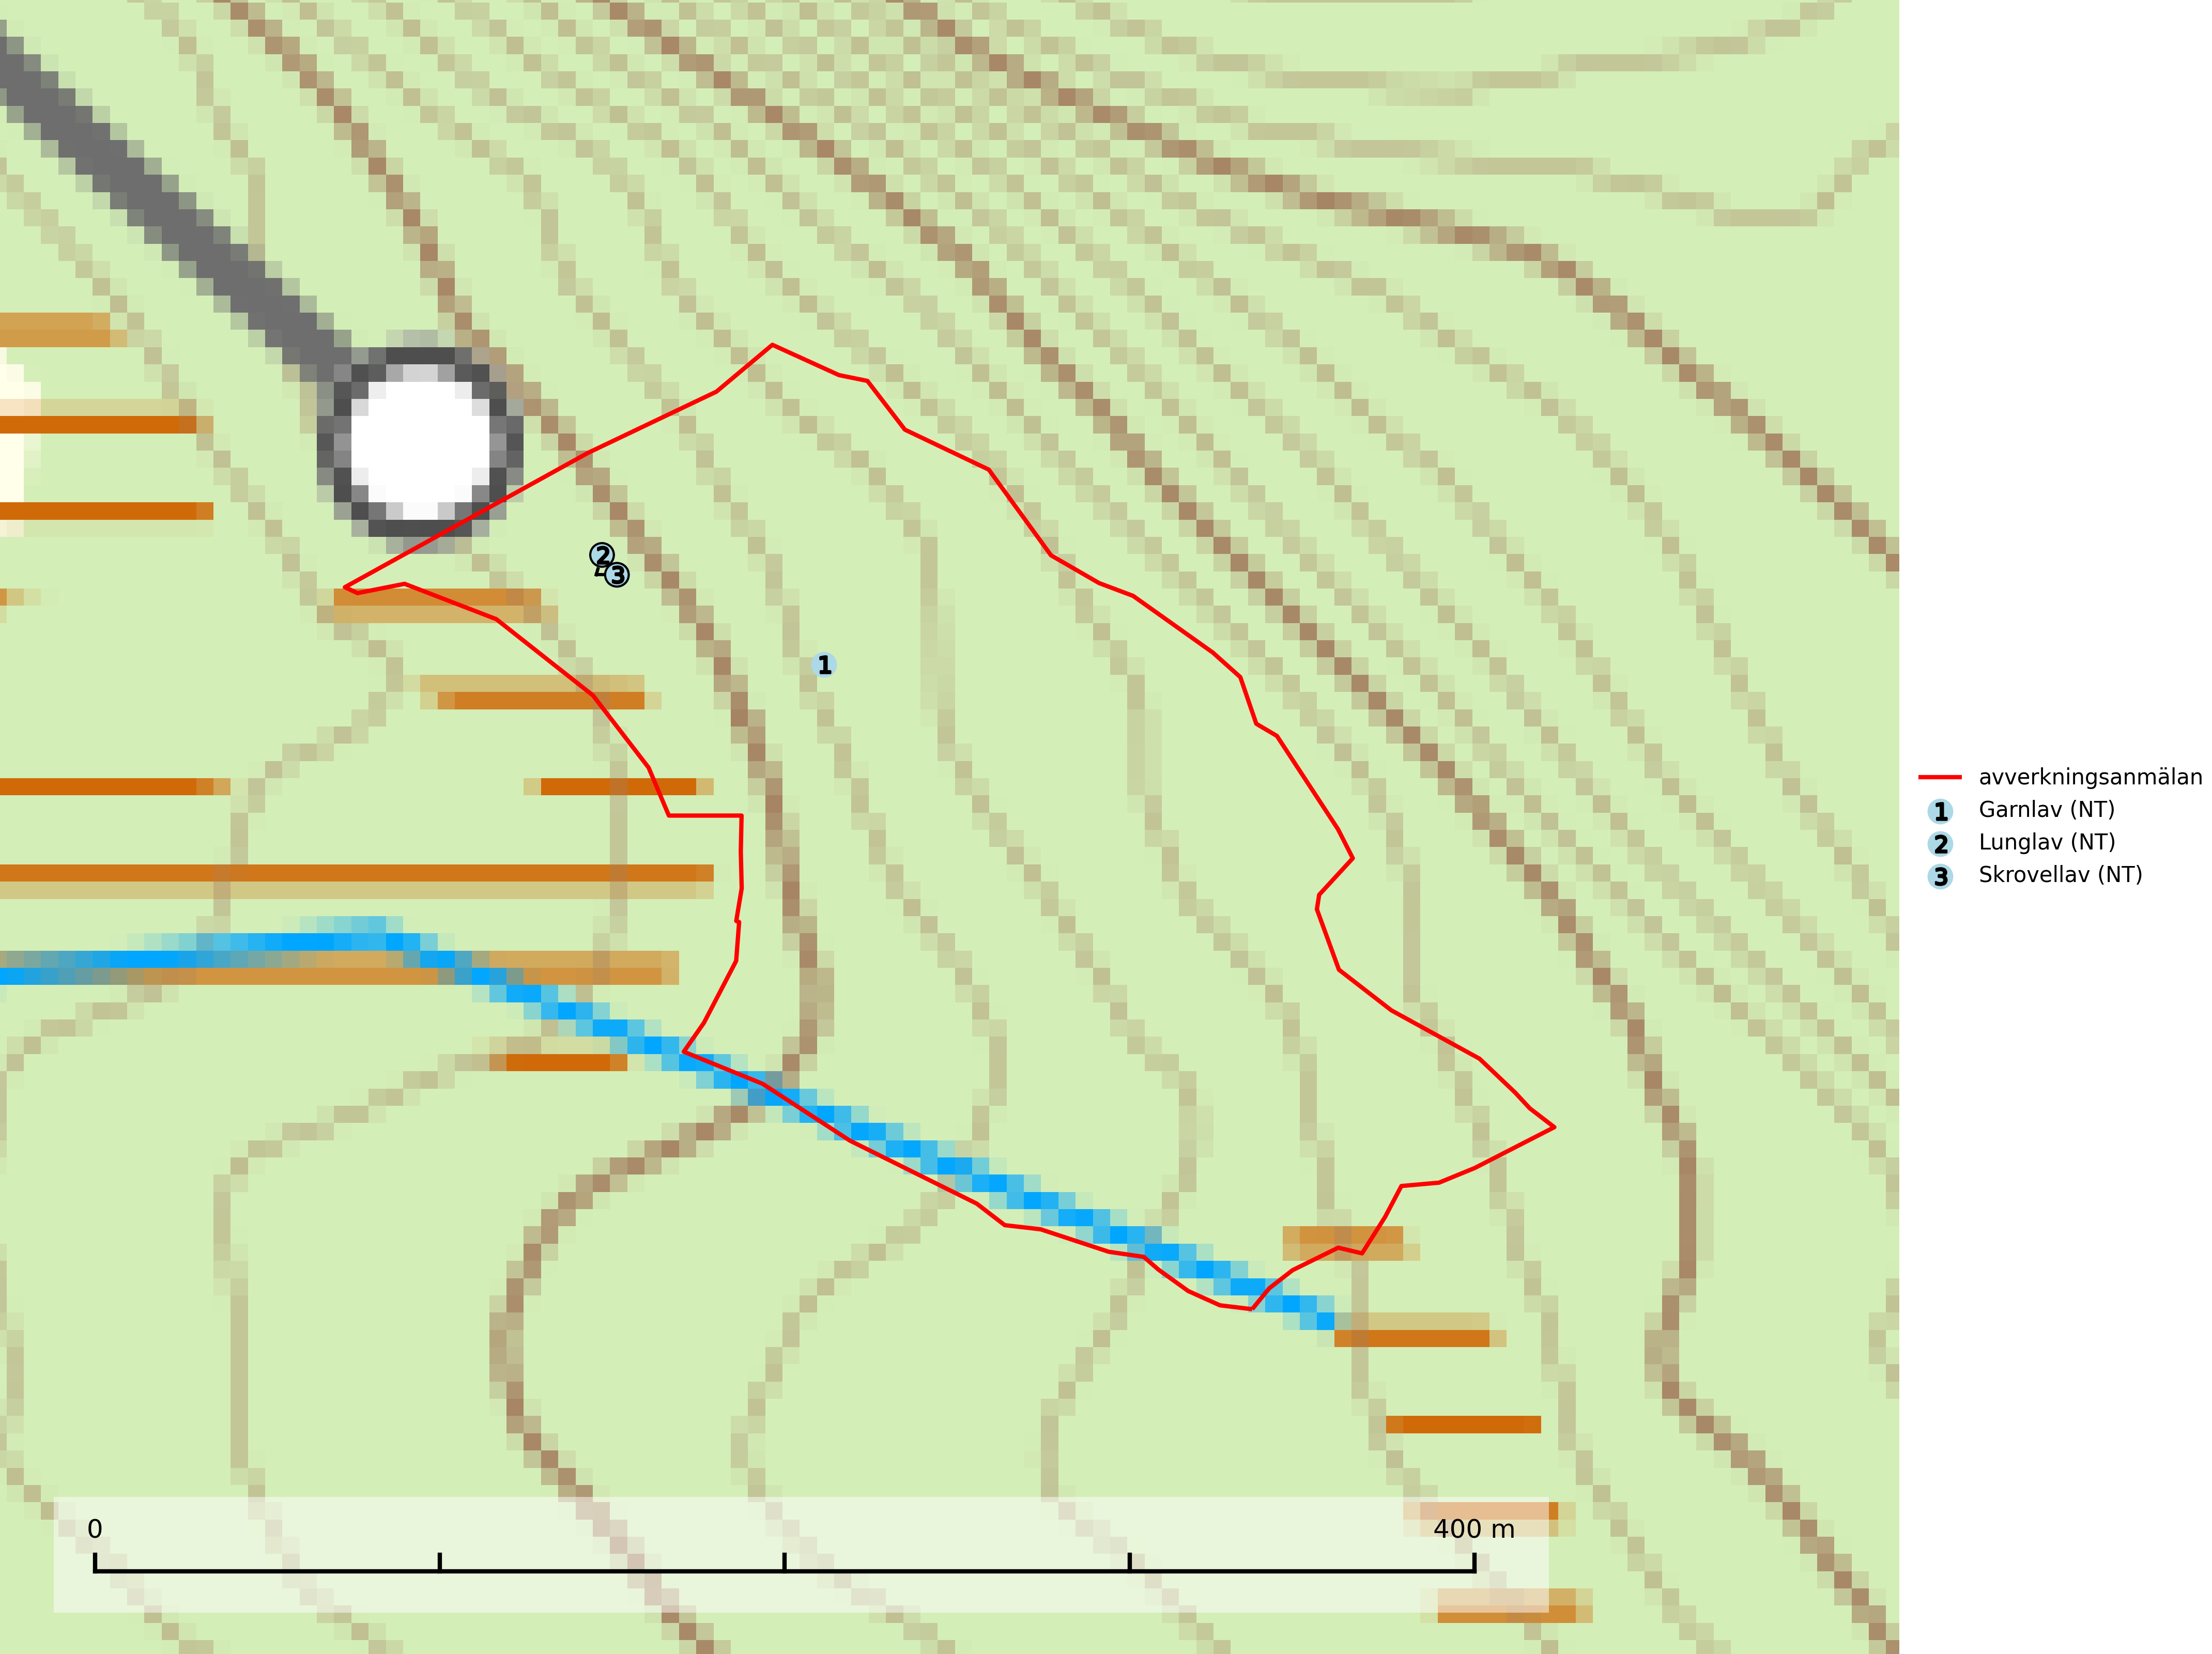 2
3
1
avverkningsanmälan
1 Garnlav (NT)
2 Lunglav (NT)
3 Skrovellav (NT)
0 400 m